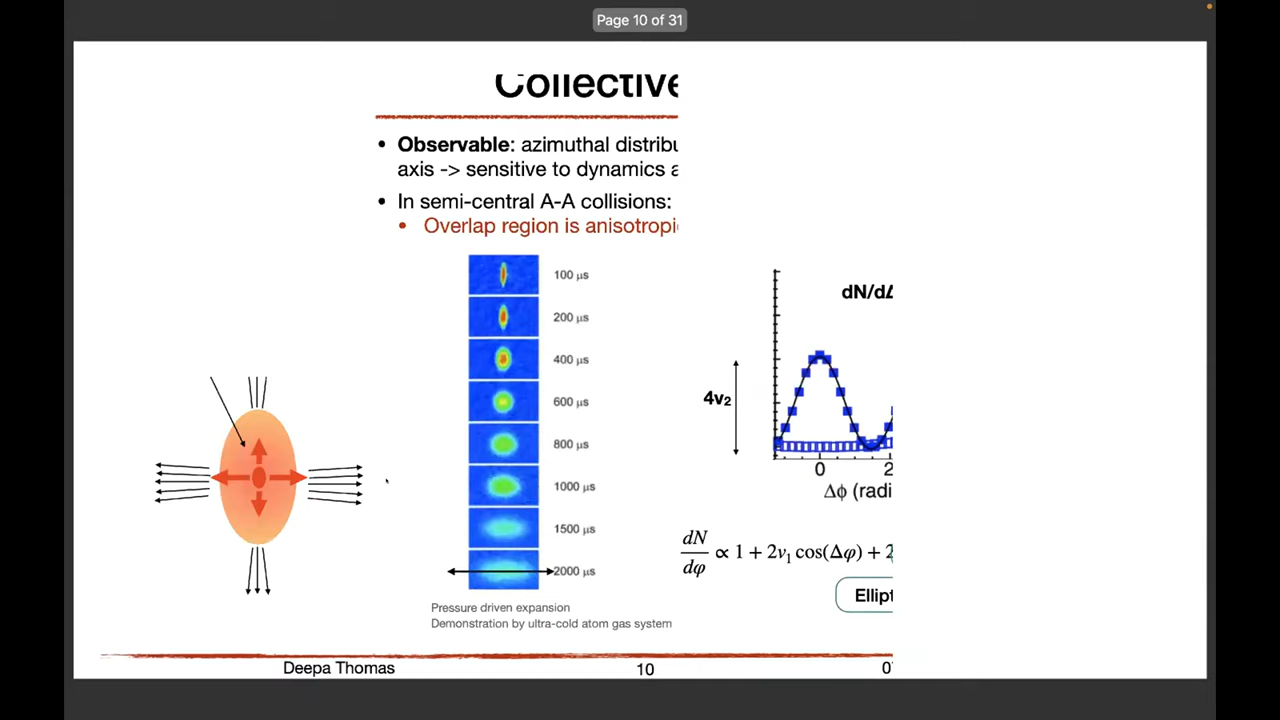 Page 10 of 31
Collective
• Observable: azimuthal distribu
axis -> sensitive to dynamics a
• In semi-central A-A collisions:
• Overlap region is anisotropi
100 μs
200 μs
400 μs
600 μs
800 μs
1000 μs
1500 μs
2000 μs
Pressure driven expansion
Demonstration by ultra-cold atom gas system
dN/dΔ
4v₂
0
2
Δϕ (radi
dN/dφ ∝ 1 + 2v₁ cos(Δφ) + 2
Ellipt
Deepa Thomas
10
0